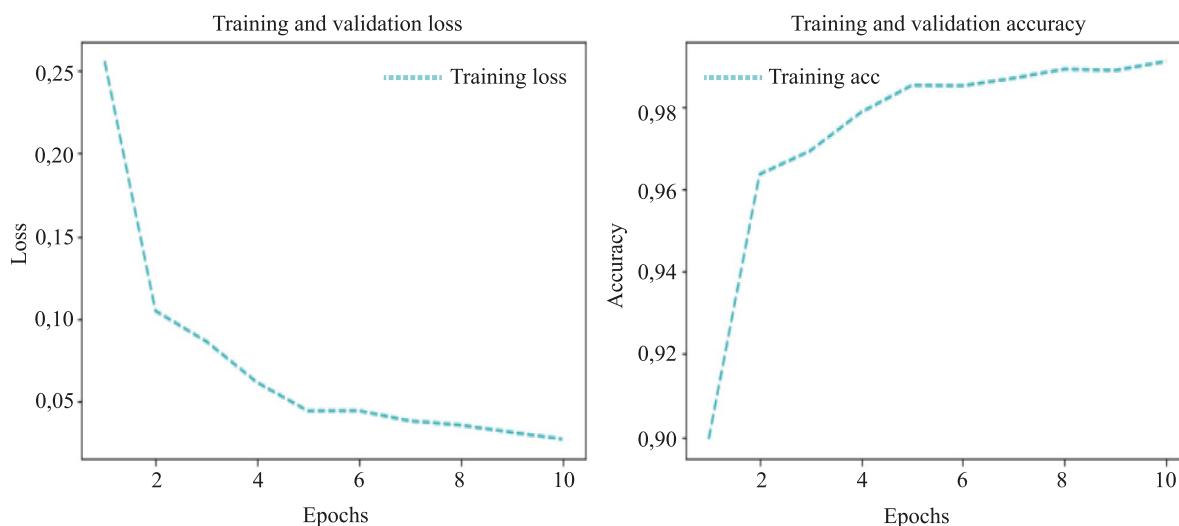 Training and validation loss
0,25
0,20
0,15
0,10
0,05
Loss
Training loss
2
4
6
8
10
Epochs
Training and validation accuracy
0,98
0,96
0,94
0,92
0,90
Accuracy
Training acc
2
4
6
8
10
Epochs